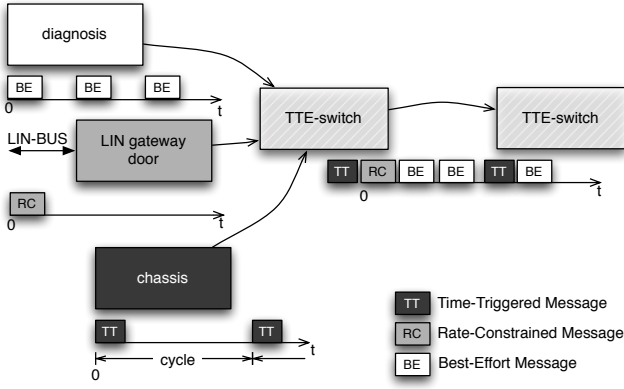 diagnosis
BE BE BE
0 t
LIN-BUS
LIN gateway
door
RC
0 t
chassis
TT TT
cycle
0 t
TTE-switch
TTE-switch
TT RC BE BE TT BE
0 t
TT Time-Triggered Message
RC Rate-Constrained Message
BE Best-Effort Message